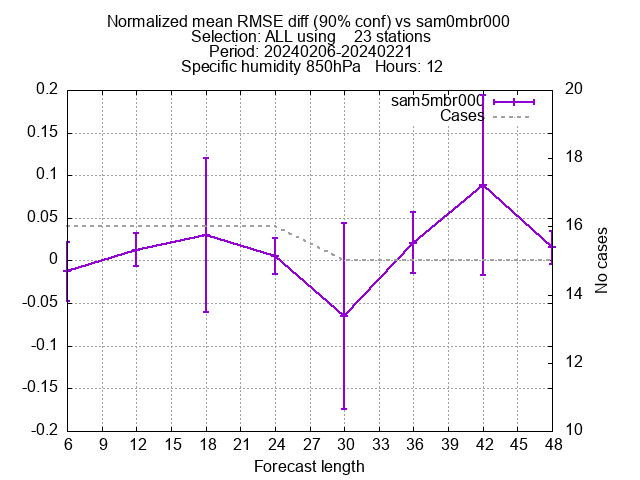 Normalized mean RMSE diff (90% conf) vs sam0mbr000
Selection: ALL using    23 stations
Period: 20240206-20240221
Specific humidity 850hPa   Hours: 12
sam5mbr000
Cases
0.2
0.15
0.1
0.05
0
-0.05
-0.1
-0.15
-0.2
20
18
16
14
12
10
No cases
6 9 12 15 18 21 24 27 30 33 36 39 42 45 48
Forecast length